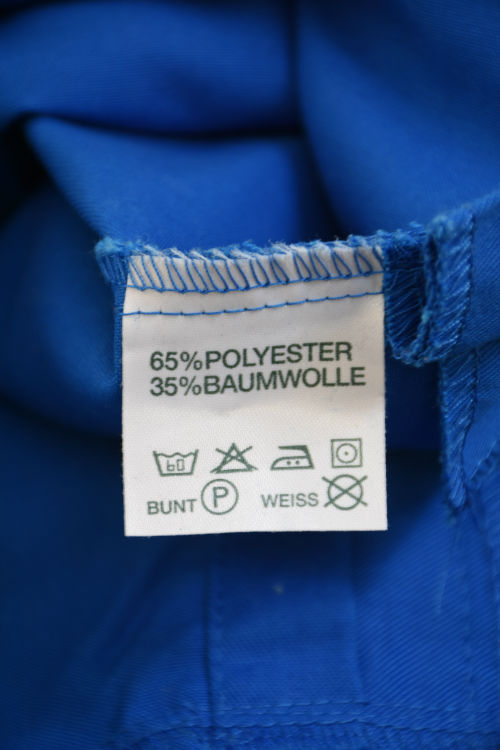 65%POLYESTER
35%BAUMWOLLE
60
BUNT P WEISS